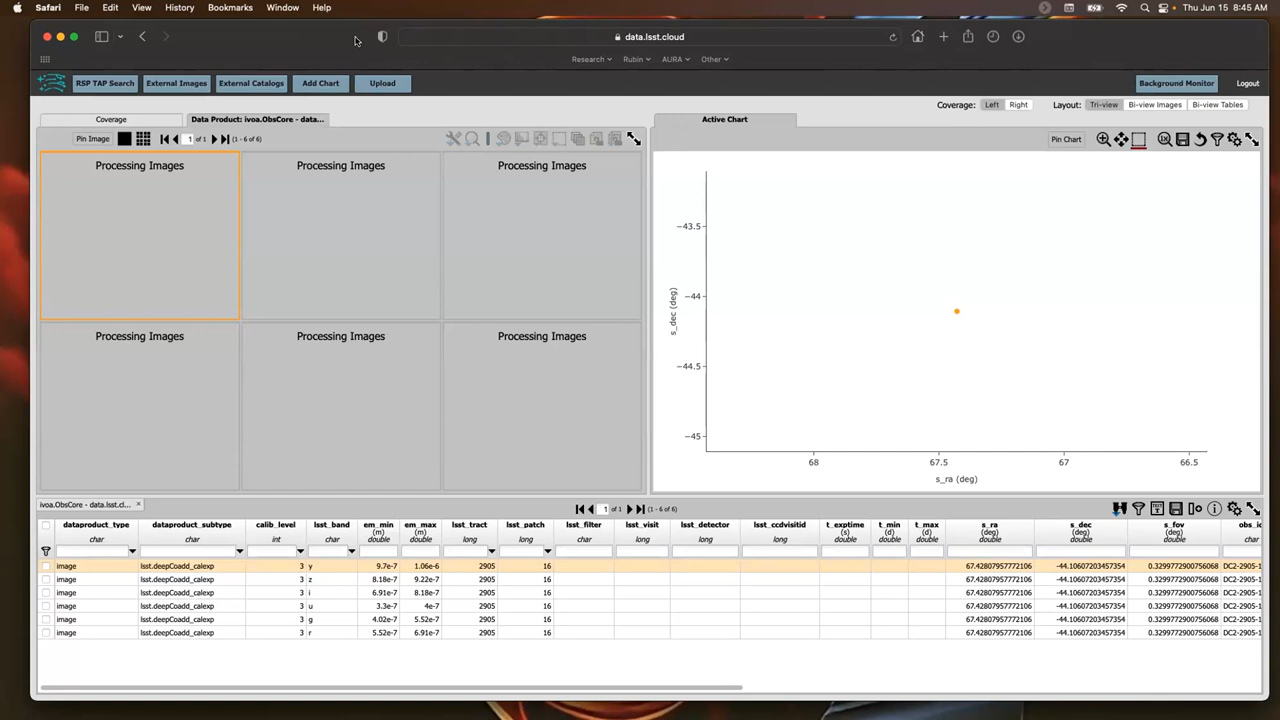 Safari File Edit View History Bookmarks Window Help
Thu Jun 15 8:45 AM
data.lsst.cloud
Research Rubin AURA Other
RSP TAP Search External Images External Catalogs Add Chart Upload Background Monitor Logout
Coverage: Left Right Layout: Tri-view Bi-view Images Bi-view Tables
Coverage Data Product: ivoa.ObsCore - data... Active Chart
Pin Image 1 of 1 (1 - 6 of 6) Pin Chart
Processing Images Processing Images Processing Images
Processing Images Processing Images Processing Images
−43.5
−44
−44.5
−45
s_dec (deg)
68 67.5 67 66.5
s_ra (deg)
ivoa.ObsCore - data.lsst.cl... × 1 of 1 (1 - 6 of 6)
dataproduct_type dataproduct_subtype calib_level lsst_band em_min em_max lsst_tract lsst_patch lsst_filter lsst_visit lsst_detector lsst_ccdvisitid t_exptime t_min t_max s_ra s_dec s_fov obs_ic
(m) (m) (s) (d) (d) (deg) (deg) (deg)
char char int char double double long long char long long long double double double double double double char
image lsst.deepCoadd_calexp 3 y 9.7e-7 1.06e-6 2905 16 67.42807957772106 -44.10607203457354 0.3299772900756068 DC2-2905-1
image lsst.deepCoadd_calexp 3 z 8.18e-7 9.22e-7 2905 16 67.42807957772106 -44.10607203457354 0.3299772900756068 DC2-2905-1
image lsst.deepCoadd_calexp 3 i 6.91e-7 8.18e-7 2905 16 67.42807957772106 -44.10607203457354 0.3299772900756068 DC2-2905-1
image lsst.deepCoadd_calexp 3 u 3.3e-7 4e-7 2905 16 67.42807957772106 -44.10607203457354 0.3299772900756068 DC2-2905-1
image lsst.deepCoadd_calexp 3 g 4.02e-7 5.52e-7 2905 16 67.42807957772106 -44.10607203457354 0.3299772900756068 DC2-2905-1
image lsst.deepCoadd_calexp 3 r 5.52e-7 6.91e-7 2905 16 67.42807957772106 -44.10607203457354 0.3299772900756068 DC2-2905-1